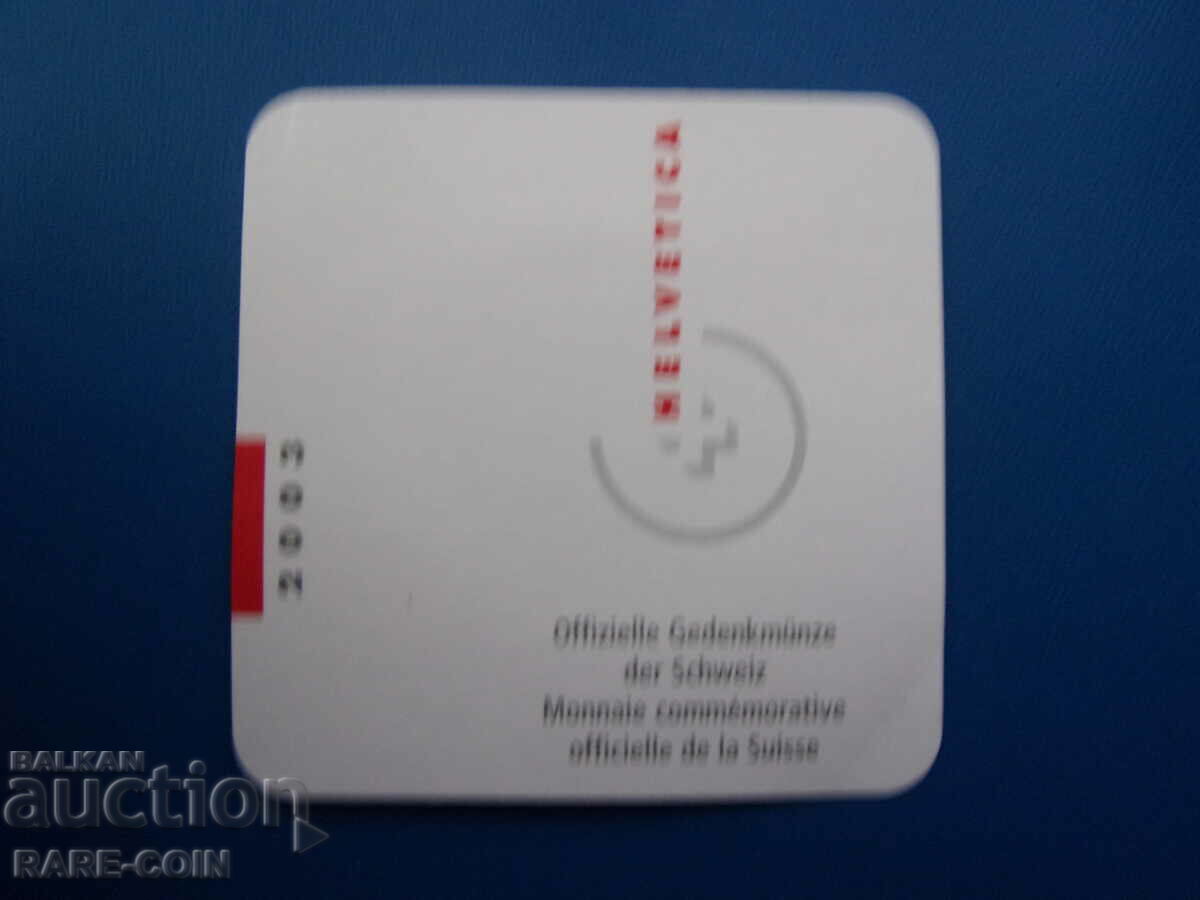 HELVETICA
2003
Offizielle Gedenkmünze
der Schweiz
Monnaie commémorative
officielle de la Suisse
BALKAN
auction
RARE-COIN